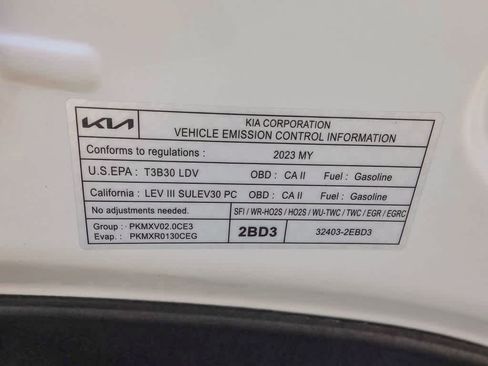 KIA
KIA CORPORATION
VEHICLE EMISSION CONTROL INFORMATION
Conforms to regulations : 2023 MY
U.S.EPA : T3B30 LDV OBD : CA II Fuel : Gasoline
California : LEV III SULEV30 PC OBD : CA II Fuel : Gasoline
No adjustments needed. SFI / WR-HO2S / HO2S / WU-TWC / TWC / EGR / EGRC
Group : PKMXV02.0CE3
Evap. : PKMXR0130CEG
2BD3
32403-2EBD3